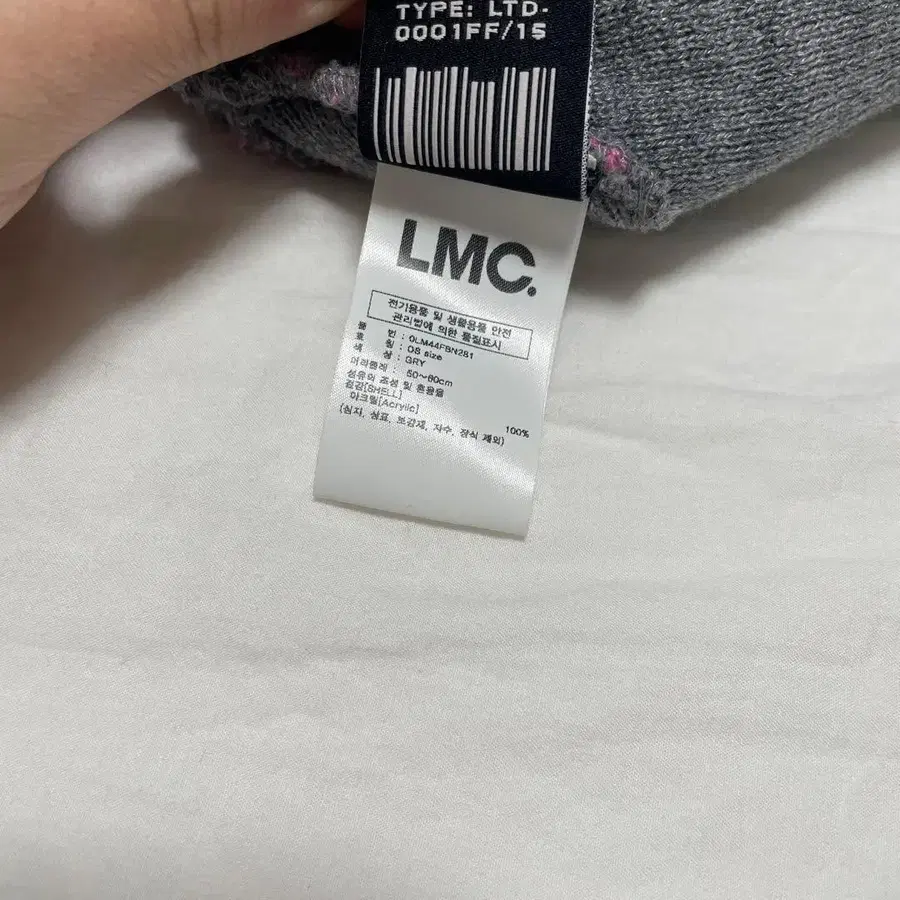 TYPE: LTD-
0001FF/15
LMC.
전기용품 및 생활용품 안전
관리법에 의한 품질표시
품 번 : 0LM44FBN281
호 칭 : OS size
색 상 : GRY
머리둘레 : 50~60cm
섬유의 조성 및 혼용율
겉감[SHELL]
아크릴[Acrylic] 100%
(심지, 상표, 보강제, 자수, 장식 제외)